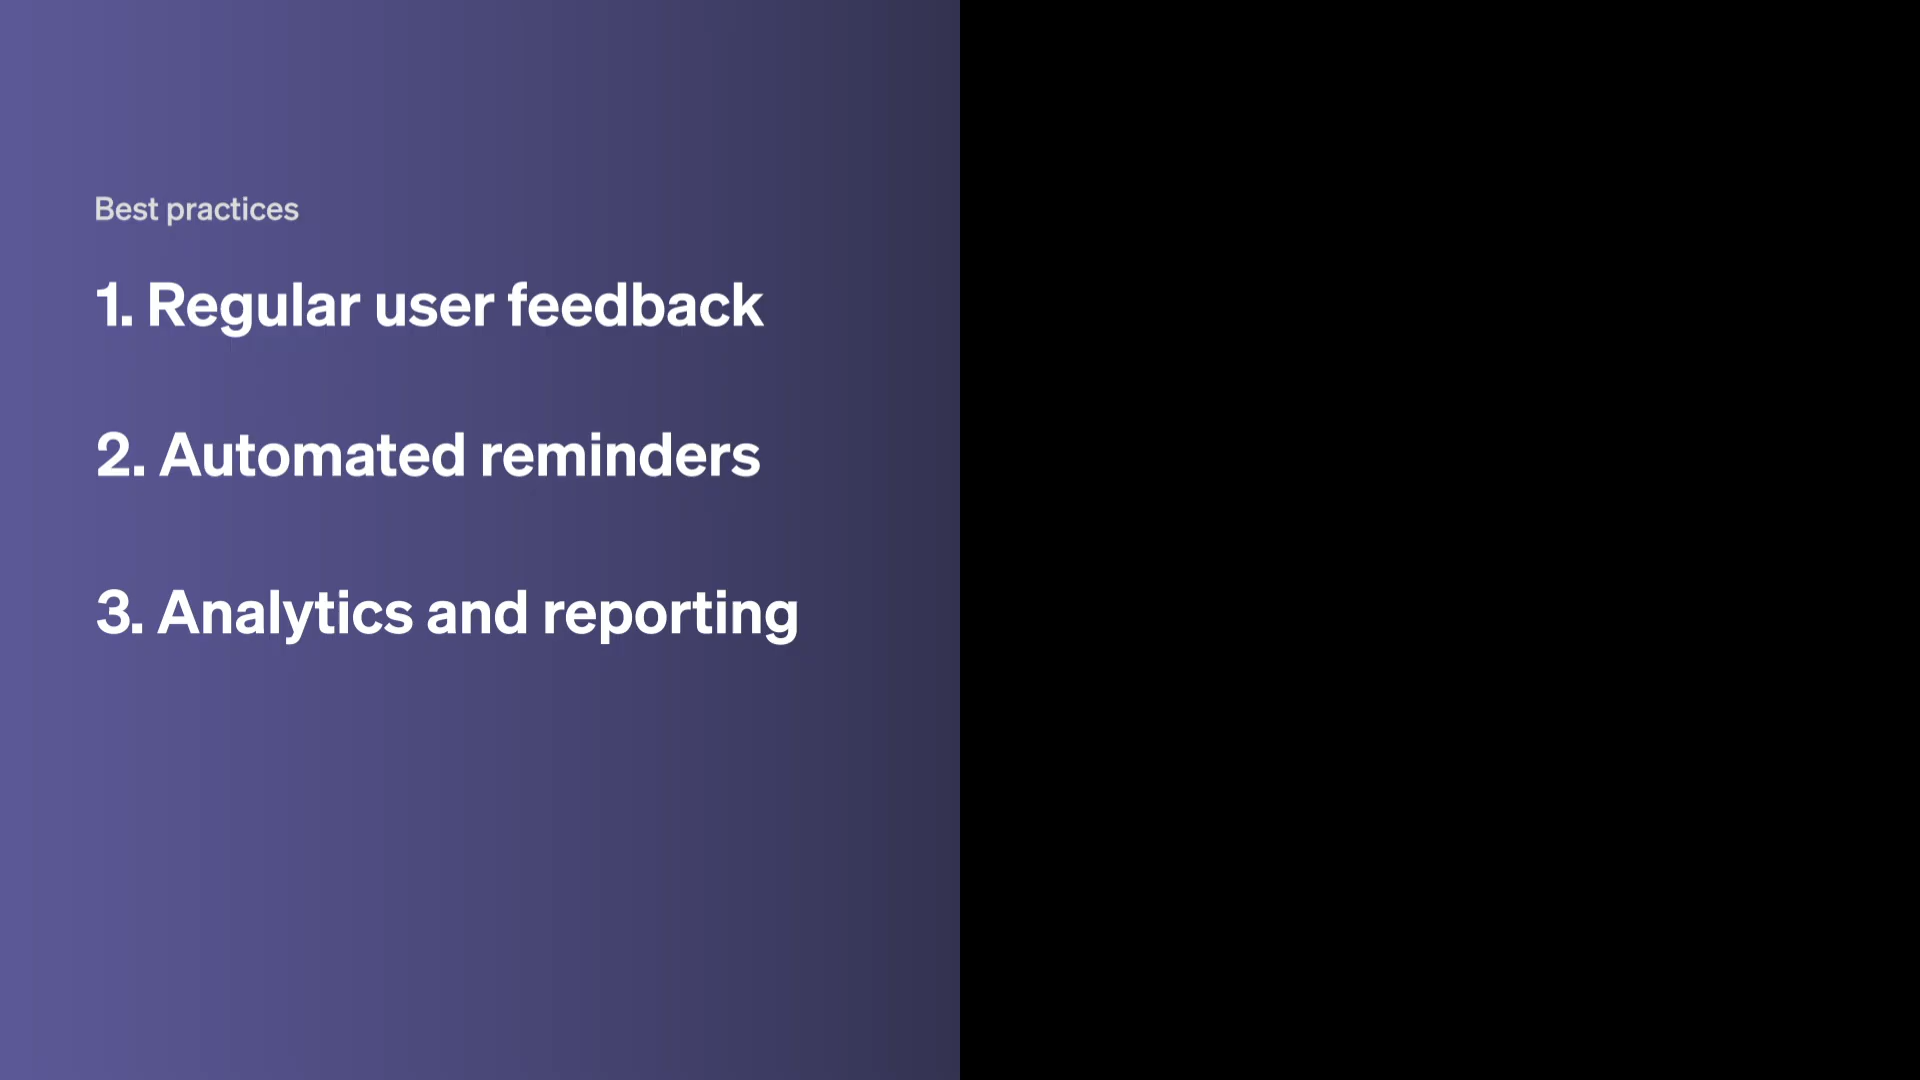 Best practices
1. Regular user feedback
2. Automated reminders
3. Analytics and reporting